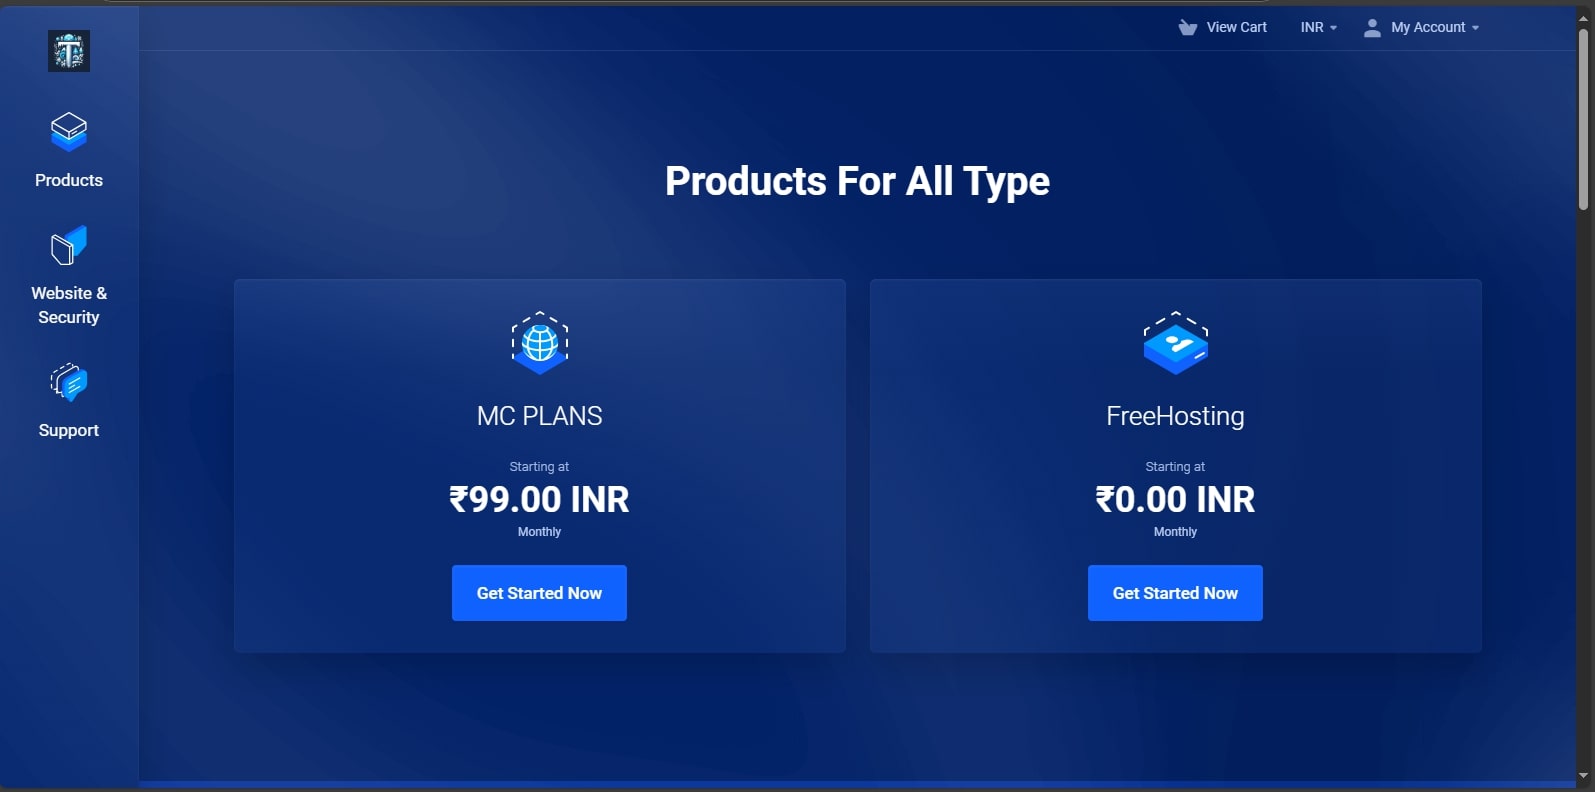 View Cart
INR
My Account
T
Products
Website &
Security
Support
Products For All Type
MC PLANS
Starting at
₹99.00 INR
Monthly
Get Started Now
FreeHosting
Starting at
₹0.00 INR
Monthly
Get Started Now